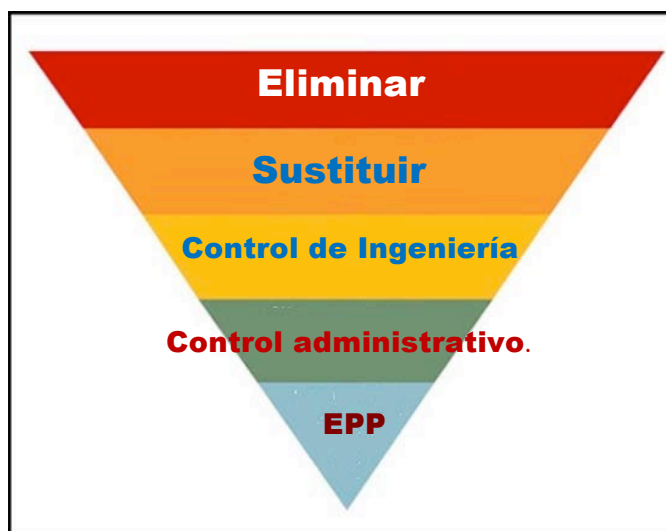 Eliminar
Sustituir
Control de Ingeniería
Control administrativo.
EPP